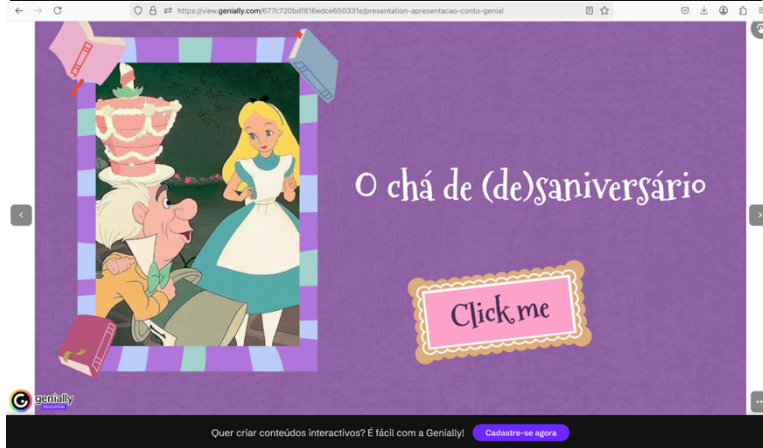 https://view.genially.com/677c720bdf816edce650331e/presentation-apresentacao-conto-genial
O chá de (de)saniversário
Click me
genially
EDUCATION
Quer criar conteúdos interactivos? É fácil com a Genially!
Cadastre-se agora